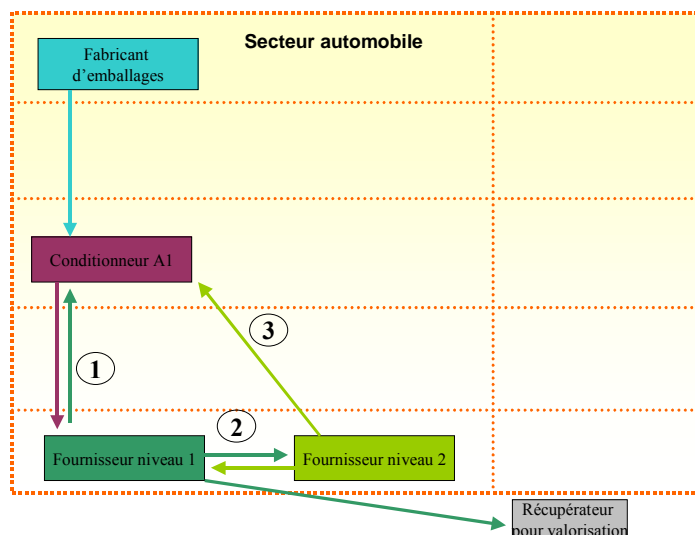 Secteur automobile
Fabricant
d'emballages
Conditionneur A1
3
1
2
Fournisseur niveau 1
Fournisseur niveau 2
Récupérateur
pour valorisation